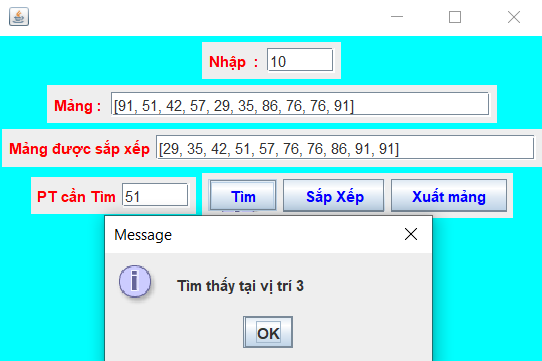 Nhập : 10
Mảng : [91, 51, 42, 57, 29, 35, 86, 76, 76, 91]
Mảng được sắp xếp [29, 35, 42, 51, 57, 76, 76, 86, 91, 91]
PT cần Tìm 51 Tìm Sắp Xếp Xuất mảng
Message
Tìm thấy tại vị trí 3
OK